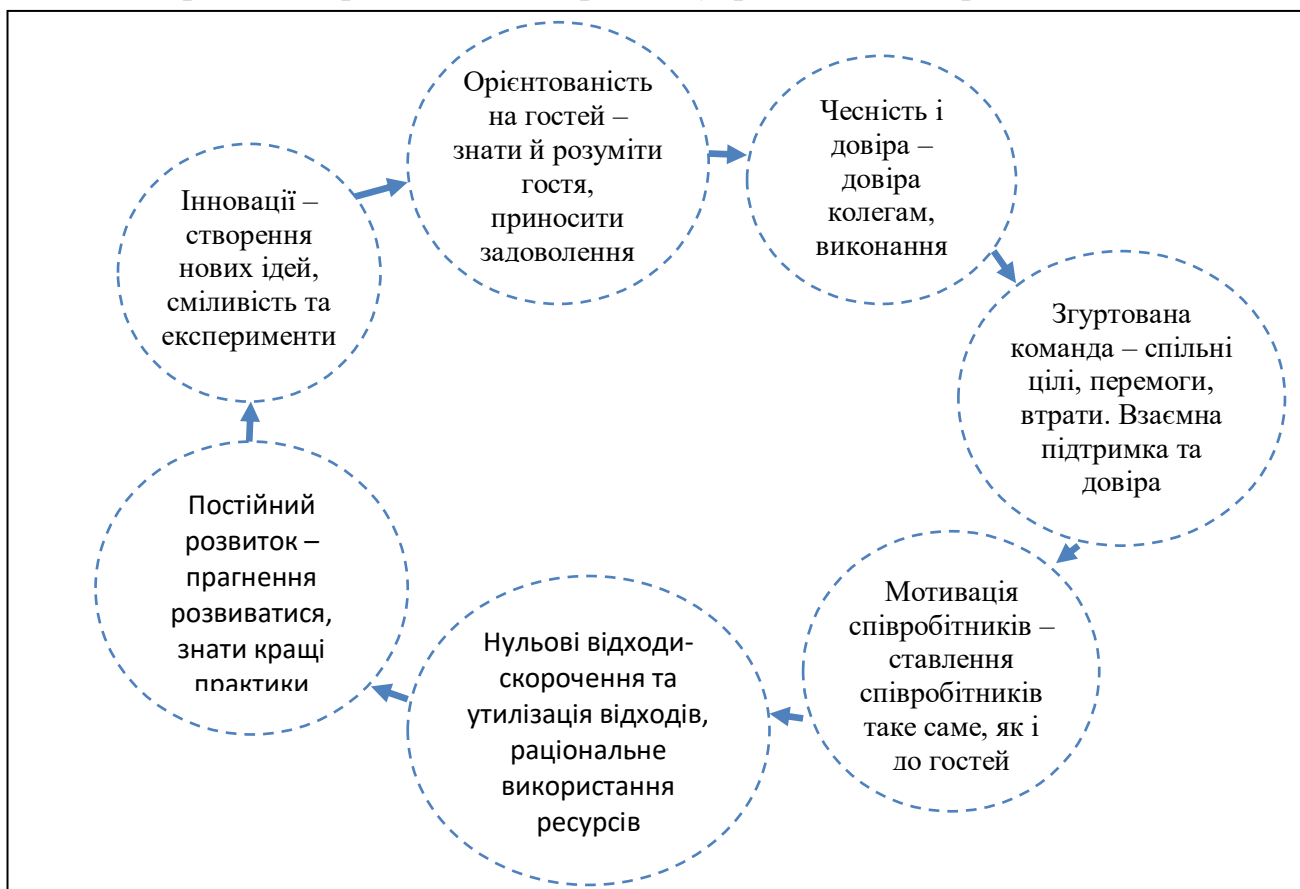 Орієнтованість
на гостей –
знати й розуміти
гостя,
приносити
задоволення
Чесність і
довіра –
довіра
колегам,
виконання
Згуртована
команда – спільні
цілі, перемоги,
втрати. Взаємна
підтримка та
довіра
Мотивація
співробітників –
ставлення
співробітників
таке саме, як і
до гостей
Нульові відходи-
скорочення та
утилізація відходів,
раціональне
використання
ресурсів
Постійний
розвиток –
прагнення
розвиватися,
знати кращі
практики
Інновації –
створення
нових ідей,
сміливість та
експерименти